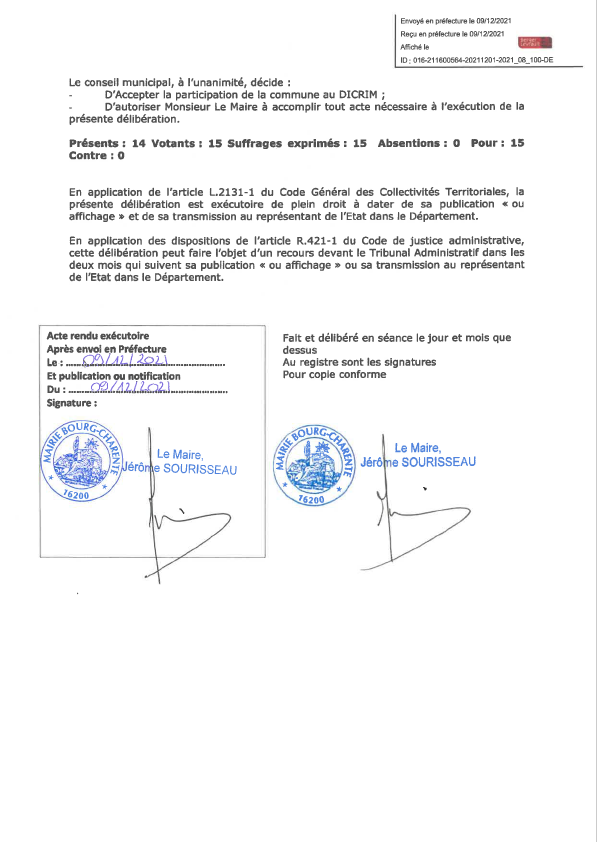 Envoyé en préfecture le 09/12/2021
Reçu en préfecture le 09/12/2021
Affiché le
ID : 016-211600564-20211201-2021_08_100-DE
Le conseil municipal, à l'unanimité, décide :
- D'Accepter la participation de la commune au DICRIM ;
- D'autoriser Monsieur Le Maire à accomplir tout acte nécessaire à l'exécution de la
présente délibération.
Présents : 14 Votants : 15 Suffrages exprimés : 15 Absentions : 0 Pour : 15
Contre : 0
En application de l'article L.2131-1 du Code Général des Collectivités Territoriales, la
présente délibération est exécutoire de plein droit à dater de sa publication « ou
affichage » et de sa transmission au représentant de l'Etat dans le Département.
En application des dispositions de l'article R.421-1 du Code de justice administrative,
cette délibération peut faire l'objet d'un recours devant le Tribunal Administratif dans les
deux mois qui suivent sa publication « ou affichage » ou sa transmission au représentant
de l'Etat dans le Département.
Acte rendu exécutoire
Après envoi en Préfecture
Le : 09/12/2021
Et publication ou notification
Du : 09/12/2021
Signature :
MAIRIE BOURG-CHARENTE
16200
Le Maire,
Jérôme SOURISSEAU
Fait et délibéré en séance le jour et mois que
dessus
Au registre sont les signatures
Pour copie conforme
MAIRIE BOURG-CHARENTE
16200
Le Maire,
Jérôme SOURISSEAU